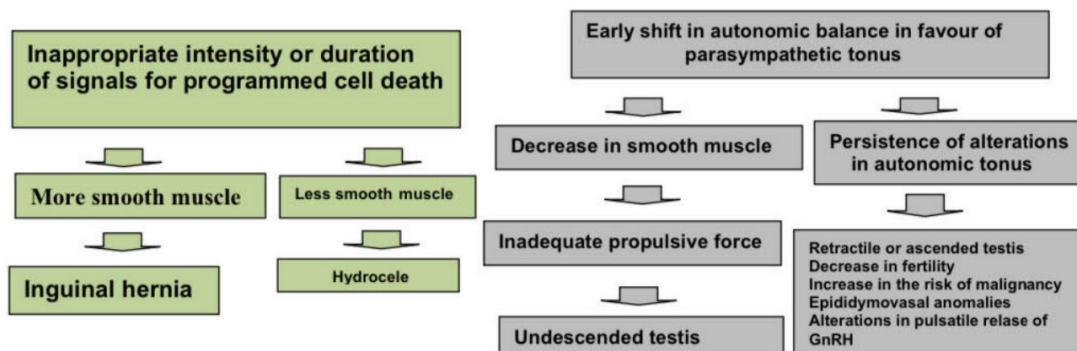 Inappropriate intensity or duration
of signals for programmed cell death
More smooth muscle
Less smooth muscle
Inguinal hernia
Hydrocele
Early shift in autonomic balance in favour of
parasympathetic tonus
Decrease in smooth muscle
Persistence of alterations
in autonomic tonus
Inadequate propulsive force
Retractile or ascended testis
Decrease in fertility
Increase in the risk of malignancy
Epididymovasal anomalies
Alterations in pulsatile relase of
GnRH
Undescended testis